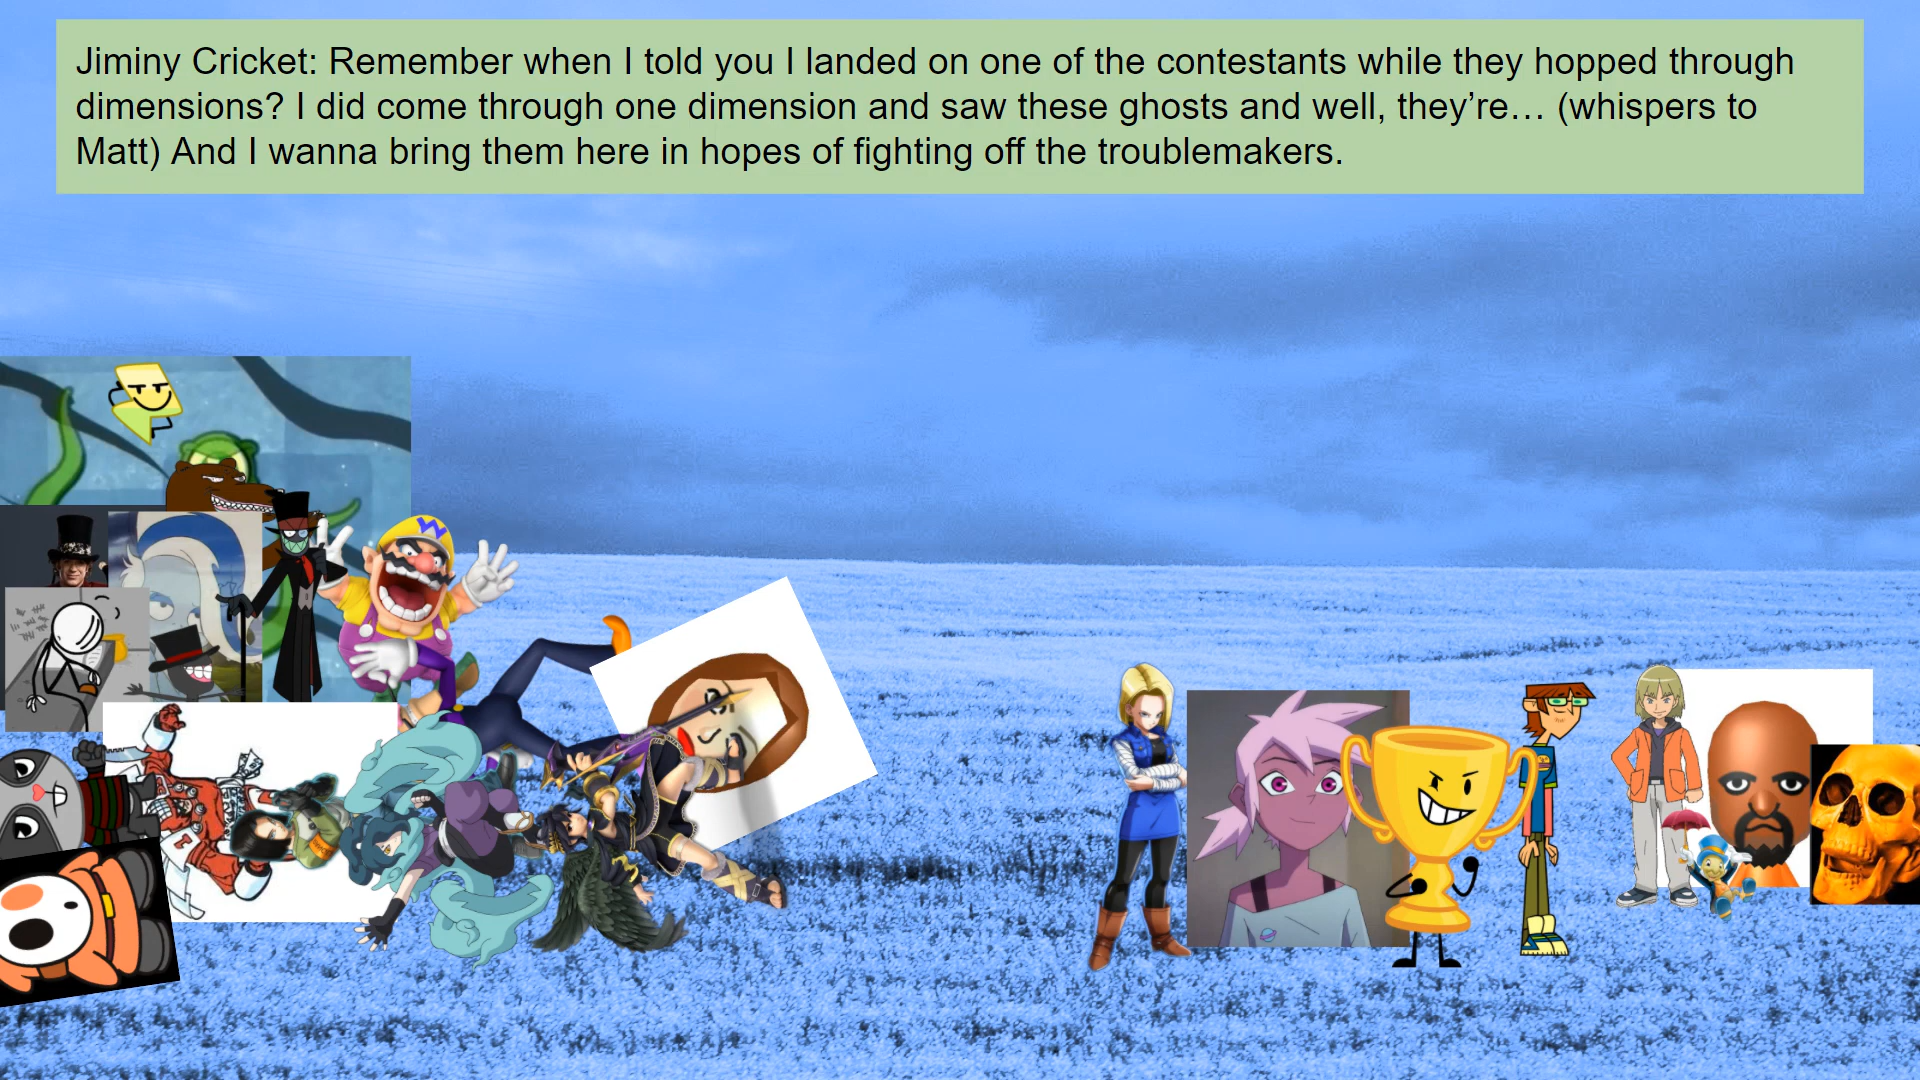 Jiminy Cricket: Remember when I told you I landed on one of the contestants while they hopped through
dimensions? I did come through one dimension and saw these ghosts and well, they’re… (whispers to
Matt) And I wanna bring them here in hopes of fighting off the troublemakers.